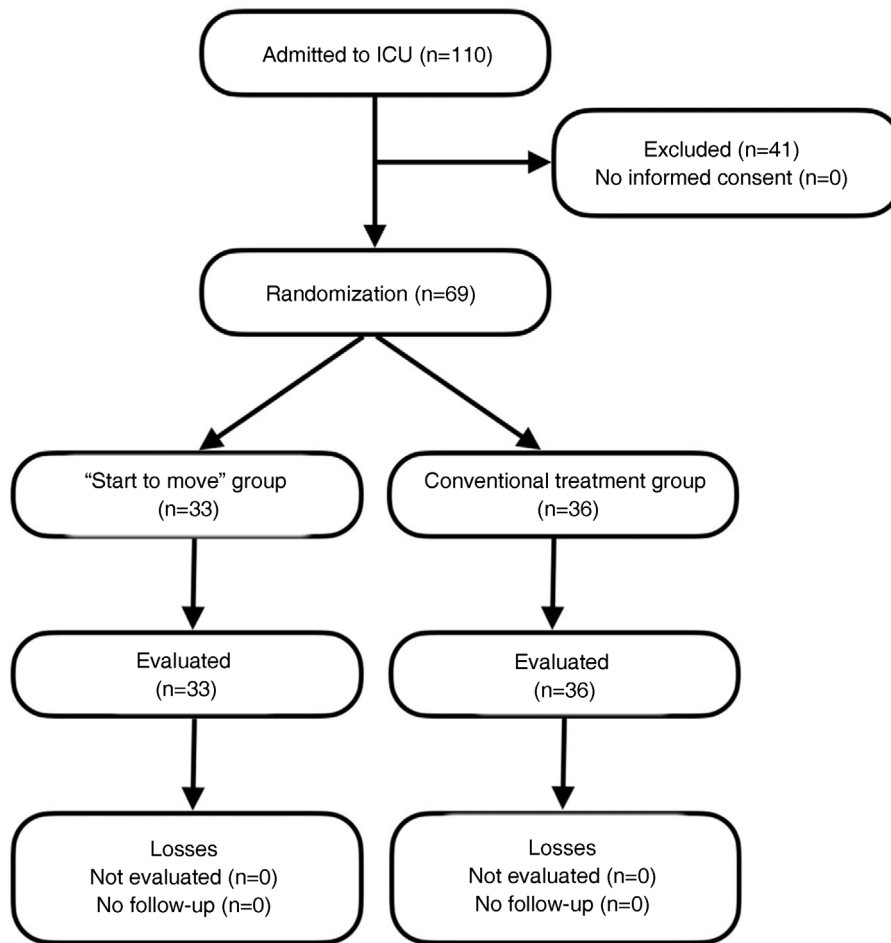 Admitted to ICU (n=110)
Excluded (n=41)
No informed consent (n=0)
Randomization (n=69)
“Start to move” group
(n=33)
Conventional treatment group
(n=36)
Evaluated
(n=33)
Evaluated
(n=36)
Losses
Not evaluated (n=0)
No follow-up (n=0)
Losses
Not evaluated (n=0)
No follow-up (n=0)